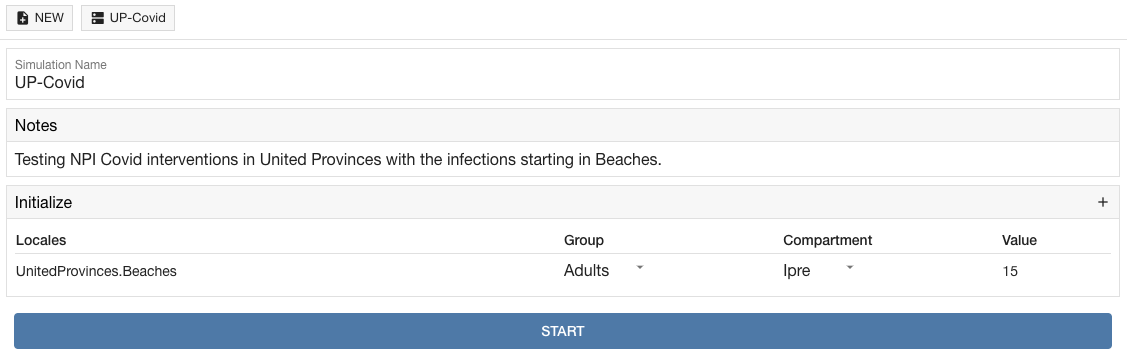 NEW UP-Covid
Simulation Name
UP-Covid
Notes
Testing NPI Covid interventions in United Provinces with the infections starting in Beaches.
Initialize +
Locales Group Compartment Value
UnitedProvinces.Beaches Adults Ipre 15
START